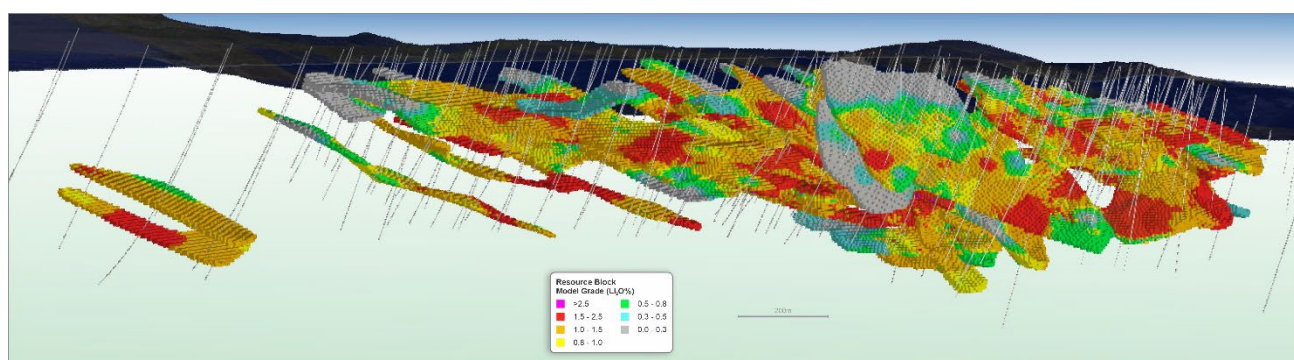 Resource Block
Model Grade (Li₂O%)
>2.5
1.5 - 2.5
1.0 - 1.5
0.8 - 1.0
0.5 - 0.8
0.3 - 0.5
0.0 - 0.3
200m